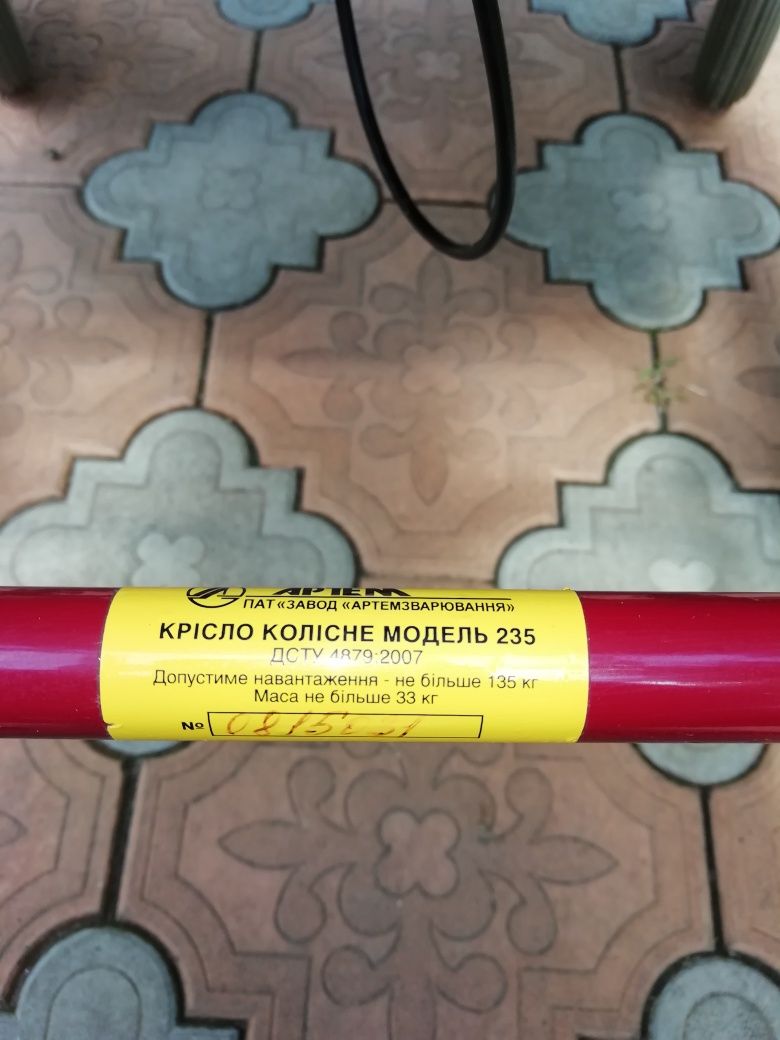 АРТЕМ
ПАТ «ЗАВОД «АРТЕМЗВАРЮВАННЯ»
КРІСЛО КОЛІСНЕ МОДЕЛЬ 235
ДСТУ 4879:2007
Допустиме навантаження - не більше 135 кг
Маса не більше 33 кг
№